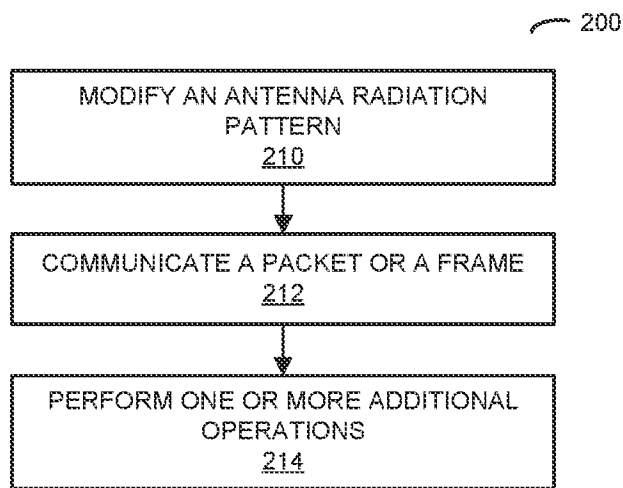 200
MODIFY AN ANTENNA RADIATION
PATTERN
210
COMMUNICATE A PACKET OR A FRAME
212
PERFORM ONE OR MORE ADDITIONAL
OPERATIONS
214